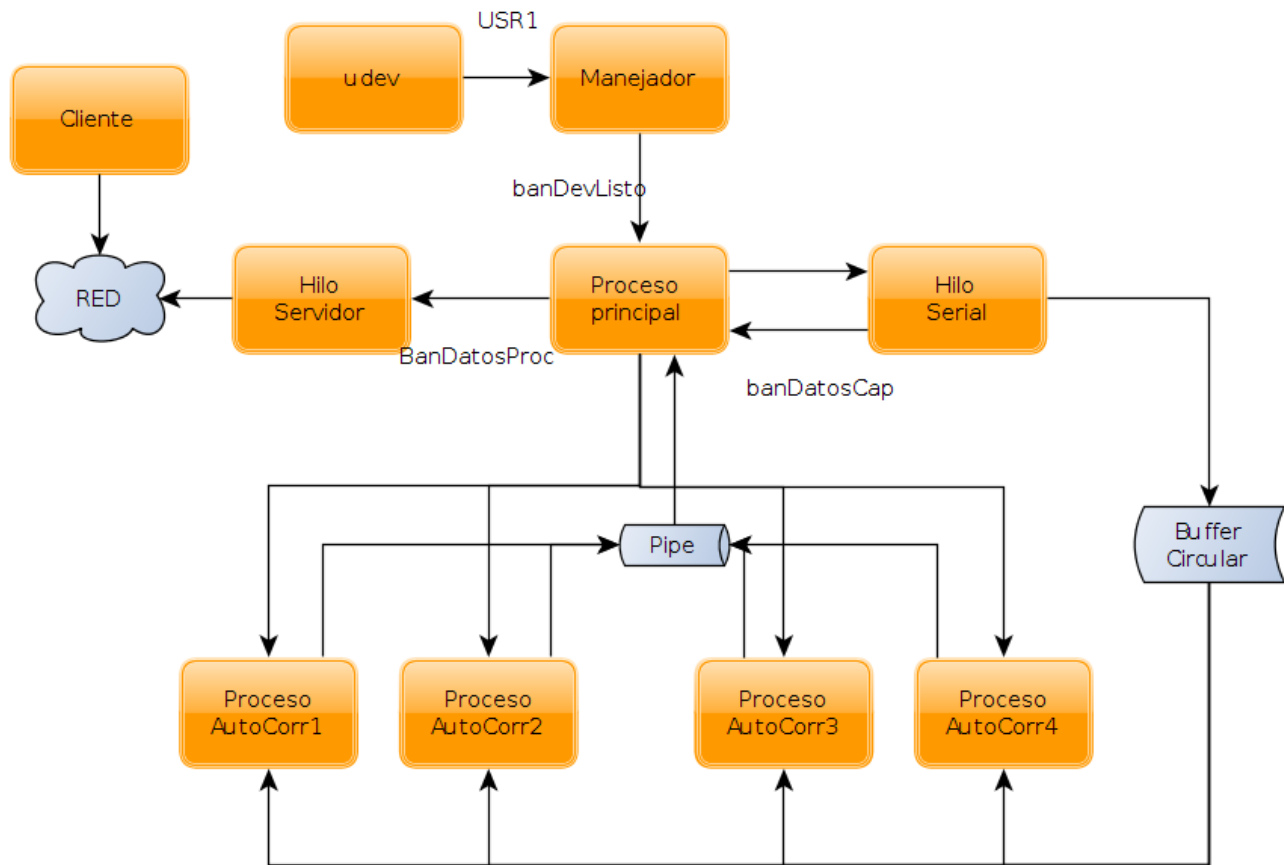 USR1
udev
Manejador
Cliente
banDevListo
RED
Hilo
Servidor
Proceso
principal
Hilo
Serial
BanDatosProc
banDatosCap
Pipe
Buffer
Circular
Proceso
AutoCorr1
Proceso
AutoCorr2
Proceso
AutoCorr3
Proceso
AutoCorr4